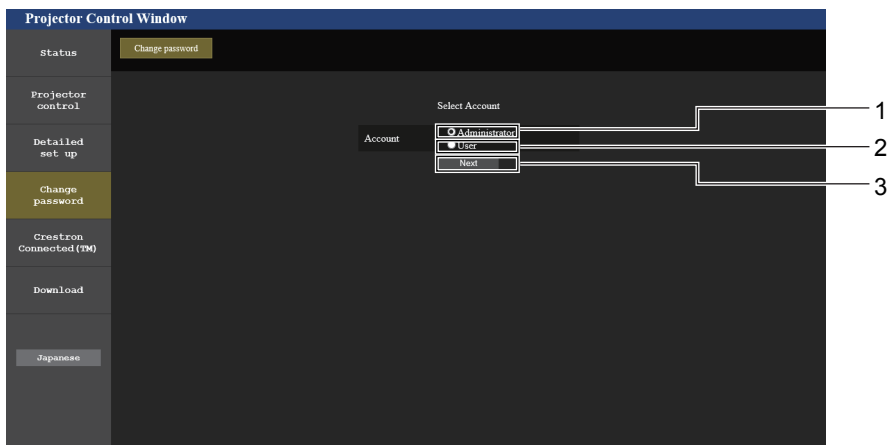 Projector Control Window
Status
Change password
Projector
control
Select Account
1
Account
Administrator
Detailed
set up
User
2
Next
3
Change
password
Crestron
Connected(TM)
Download
Japanese